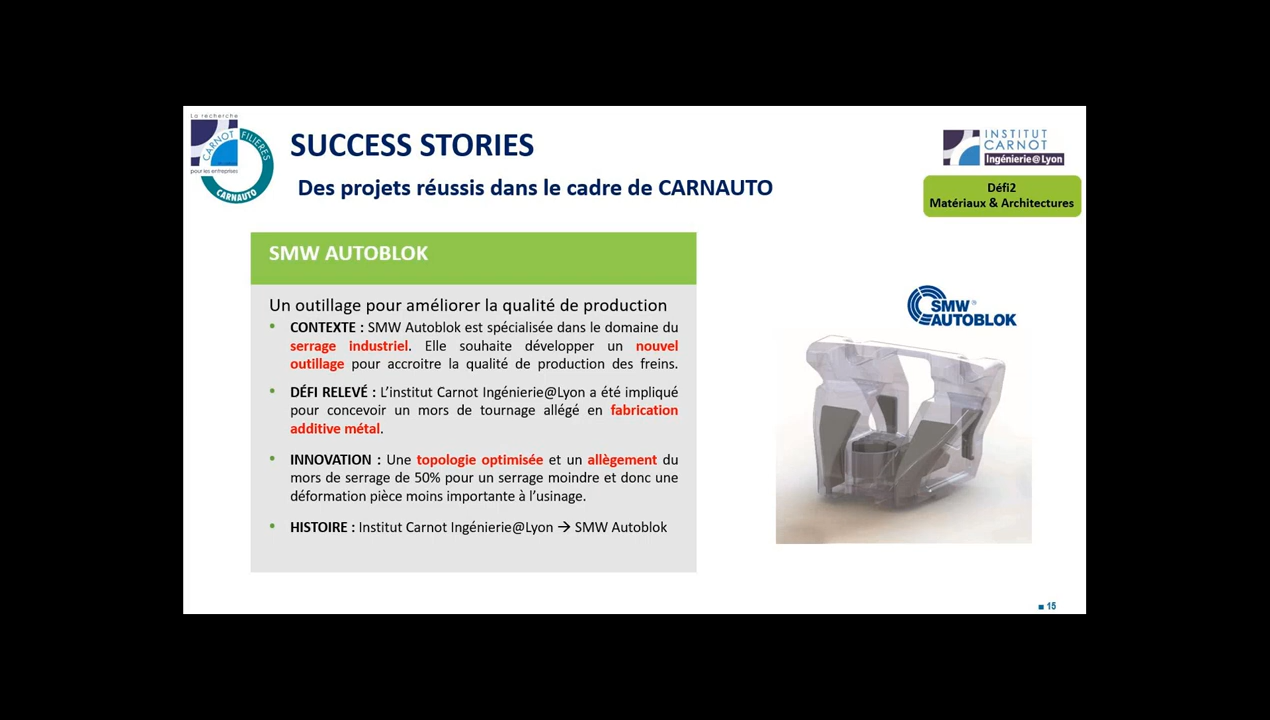 La recherche
CARNOT
FILIÈRES
pour les entreprises
CARNAUTO
SUCCESS STORIES
Des projets réussis dans le cadre de CARNAUTO
INSTITUT
CARNOT
Ingénierie@Lyon
Défi2
Matériaux & Architectures
SMW AUTOBLOK
Un outillage pour améliorer la qualité de production
• CONTEXTE : SMW Autoblok est spécialisée dans le domaine du
serrage industriel. Elle souhaite développer un nouvel
outillage pour accroitre la qualité de production des freins.
• DÉFI RELEVÉ : L'institut Carnot Ingénierie@Lyon a été impliqué
pour concevoir un mors de tournage allégé en fabrication
additive métal.
• INNOVATION : Une topologie optimisée et un allègement du
mors de serrage de 50% pour un serrage moindre et donc une
déformation pièce moins importante à l'usinage.
• HISTOIRE : Institut Carnot Ingénierie@Lyon → SMW Autoblok
SMW®
AUTOBLOK
15